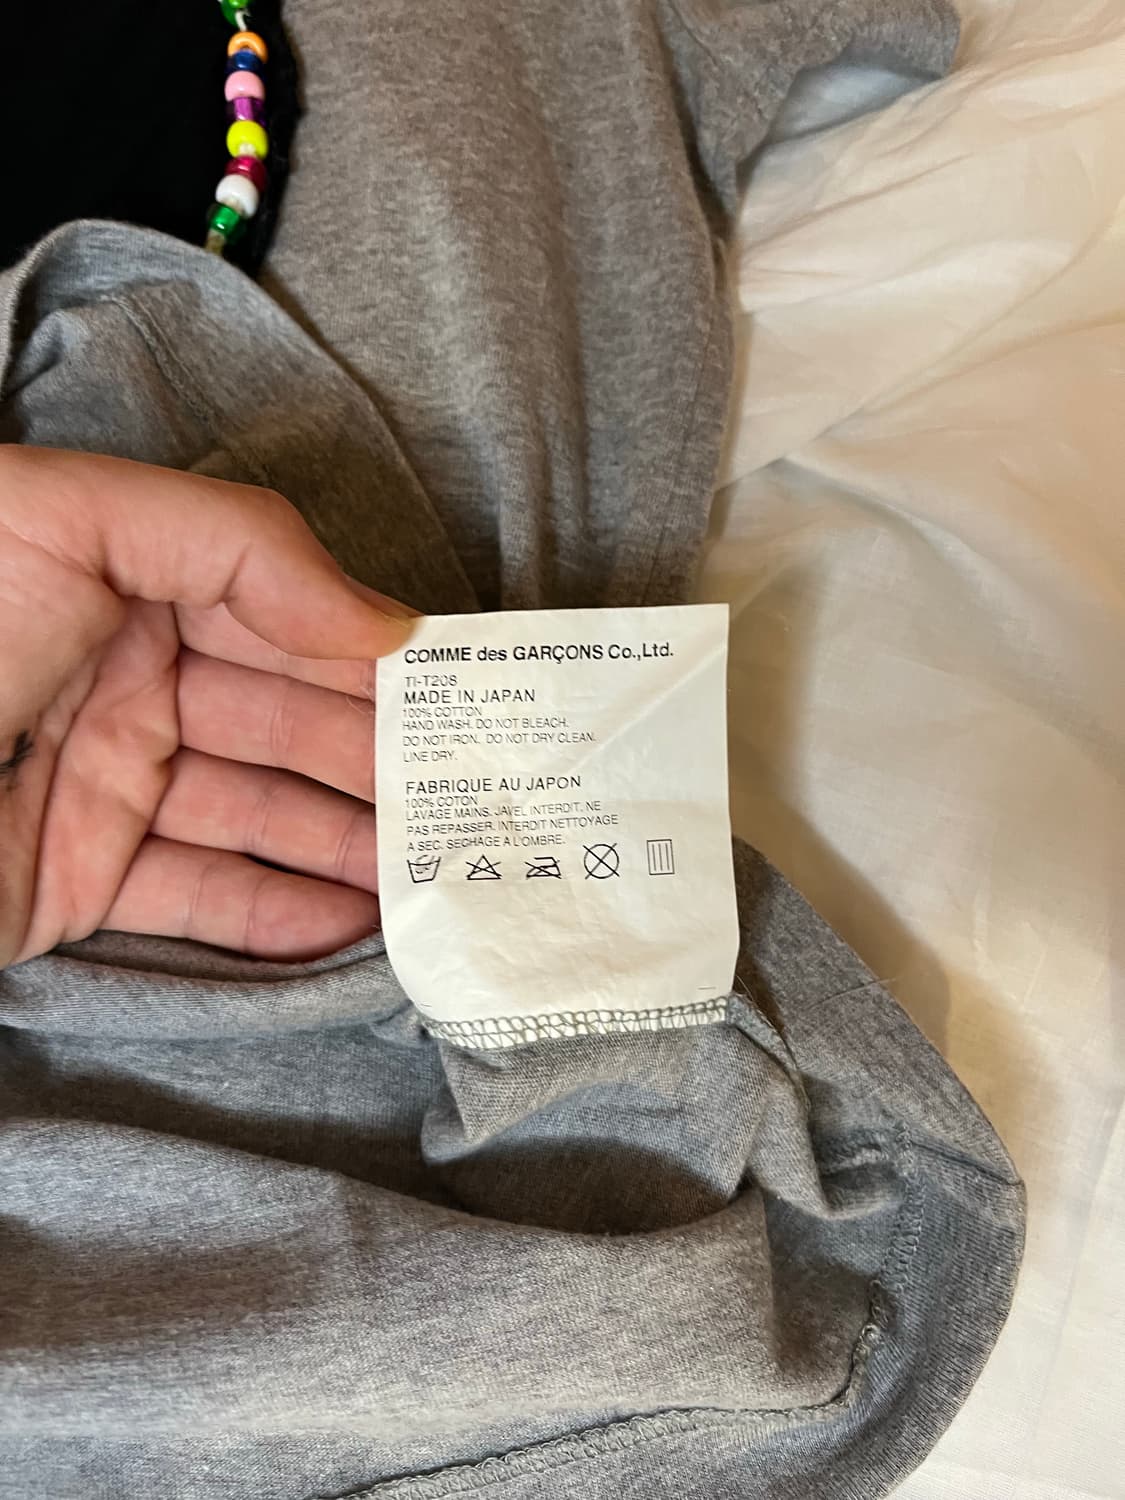 COMME des GARÇONS Co.,Ltd.
TI-T208
MADE IN JAPAN
100% COTTON
HAND WASH. DO NOT BLEACH.
DO NOT IRON. DO NOT DRY CLEAN.
LINE DRY.
FABRIQUE AU JAPON
100% COTON
LAVAGE MAINS. JAVEL INTERDIT. NE
PAS REPASSER. INTERDIT NETTOYAGE
A SEC. SECHAGE A L'OMBRE.